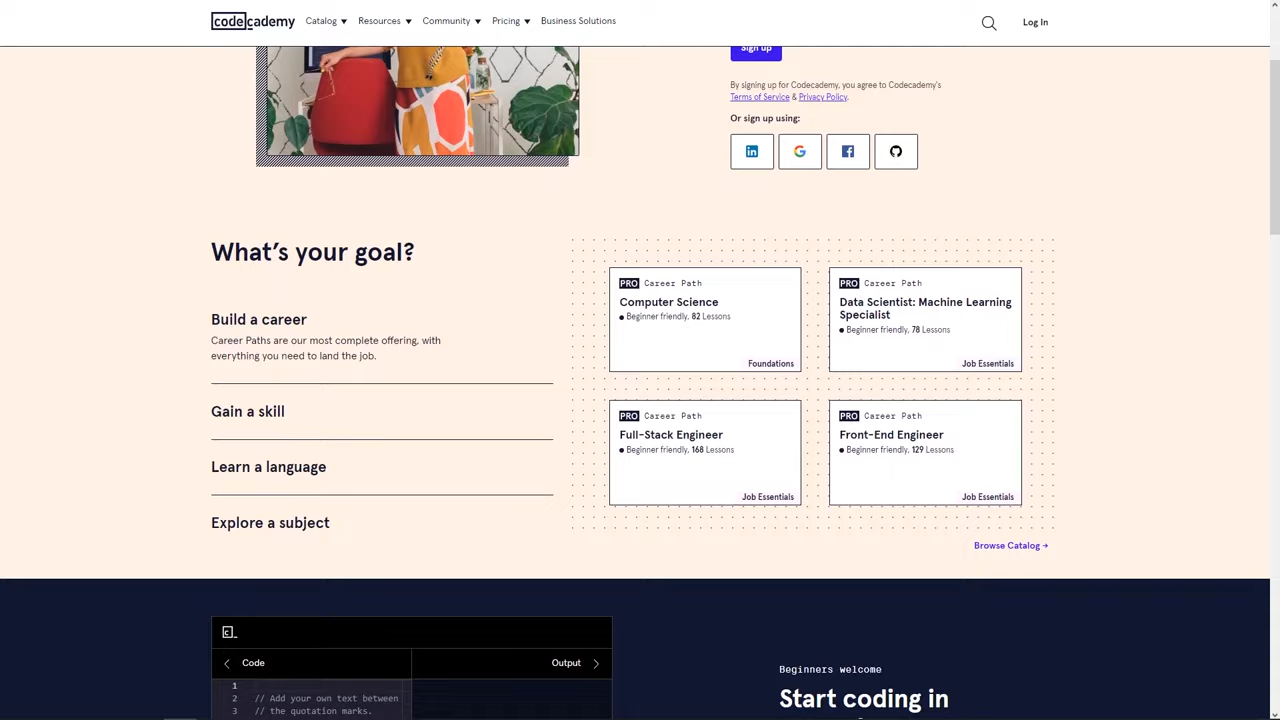 codecademy
Catalog
Resources
Community
Pricing
Business Solutions
Log In
Sign up
By signing up for Codecademy, you agree to Codecademy's
Terms of Service & Privacy Policy.
Or sign up using:
What's your goal?
Build a career
Career Paths are our most complete offering, with
everything you need to land the job.
Gain a skill
Learn a language
Explore a subject
PRO Career Path
Computer Science
Beginner friendly, 82 Lessons
Foundations
PRO Career Path
Data Scientist: Machine Learning
Specialist
Beginner friendly, 78 Lessons
Job Essentials
PRO Career Path
Full-Stack Engineer
Beginner friendly, 168 Lessons
Job Essentials
PRO Career Path
Front-End Engineer
Beginner friendly, 129 Lessons
Job Essentials
Browse Catalog →
Code
Output
1
2 // Add your own text between
3 // the quotation marks.
Beginners welcome
Start coding in